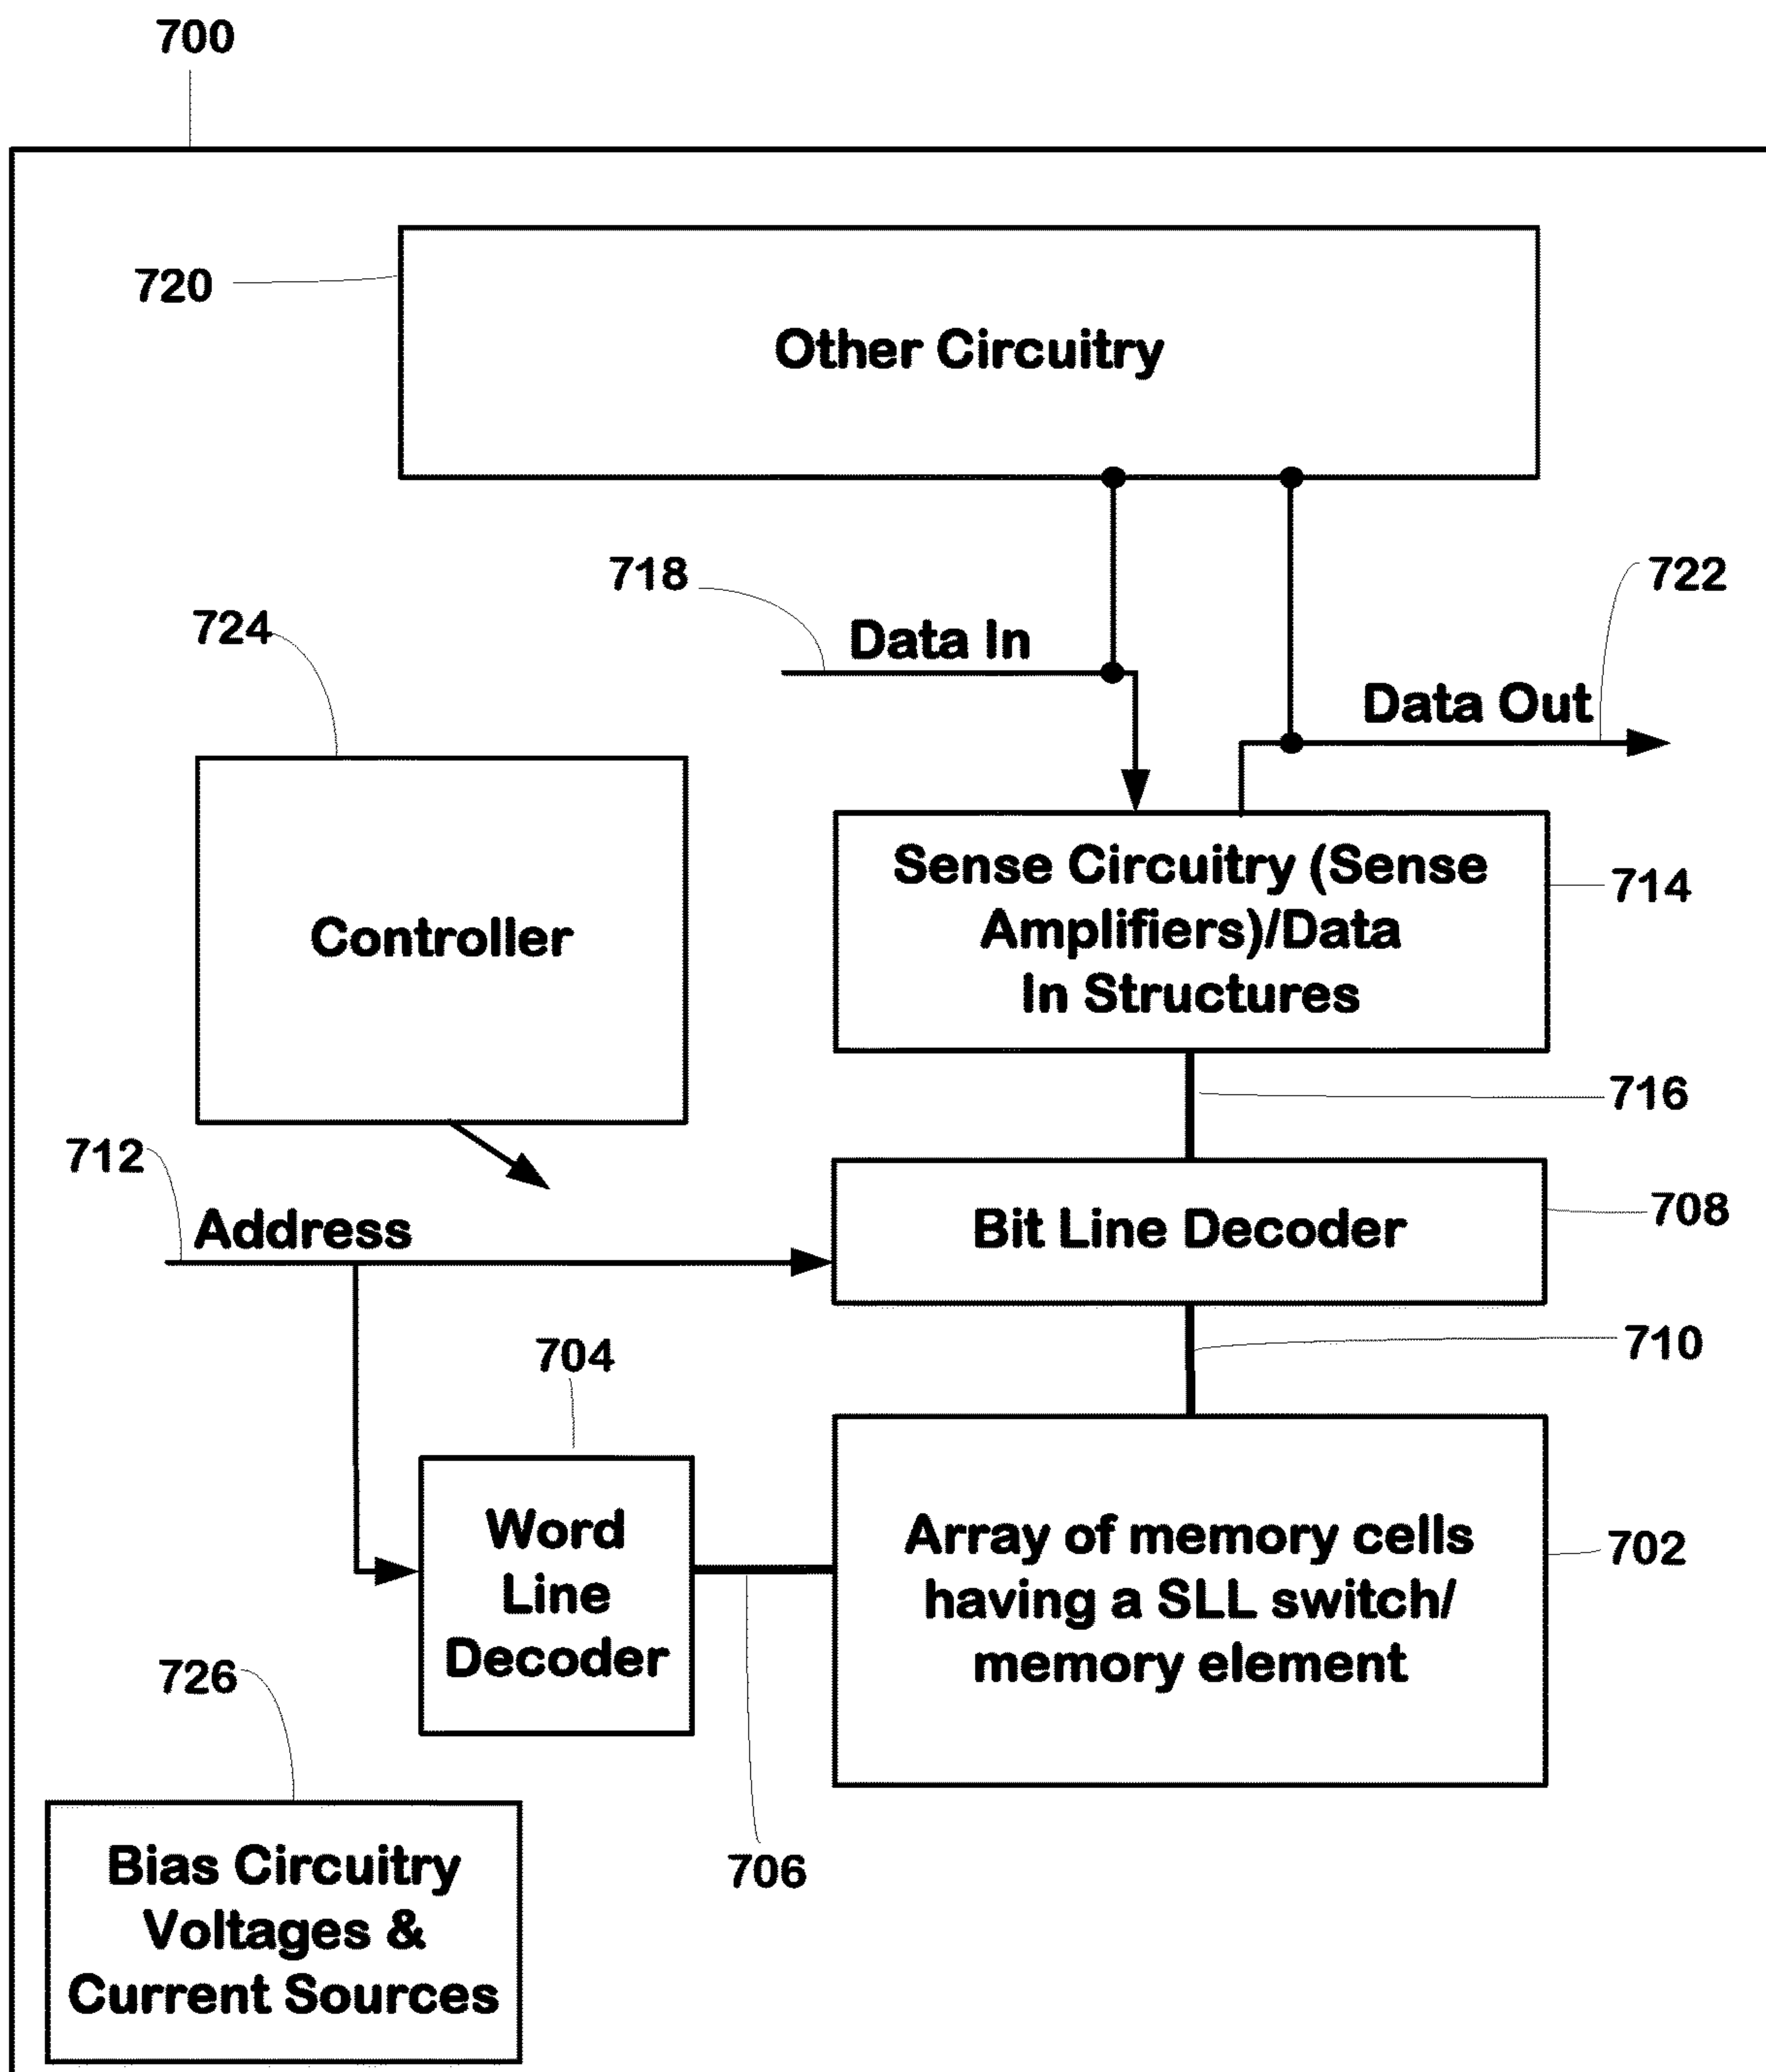 700
720
Other Circuitry
718
722
724
Data In
Data Out
Controller
Sense Circuitry (Sense
Amplifiers)/Data
In Structures
714
716
712
Address
Bit Line Decoder
708
710
704
Word
Line
Decoder
Array of memory cells
having a SLL switch/
memory element
702
726
706
Bias Circuitry
Voltages &
Current Sources